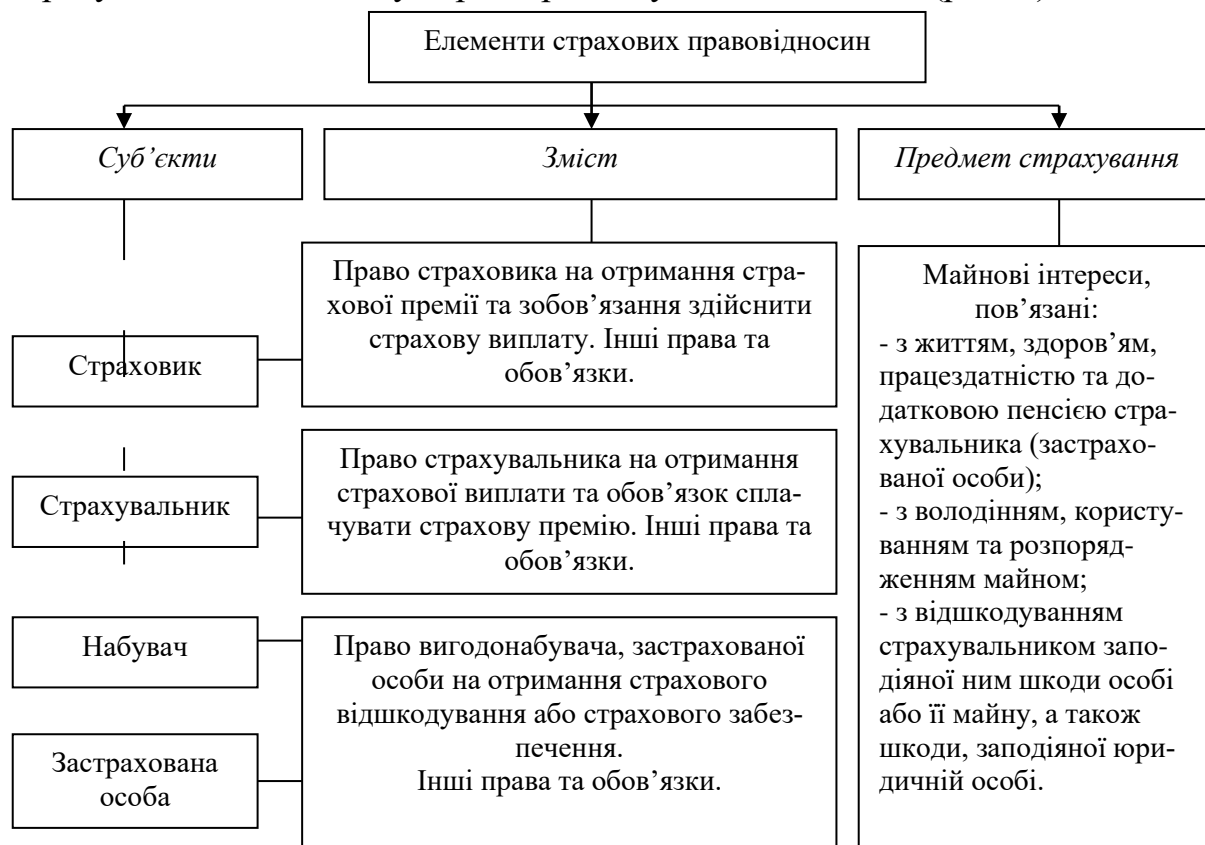 Елементи страхових правовідносин
Суб’єкти
Зміст
Предмет страхування
Право страховика на отримання стра-
хової премії та зобов’язання здійснити
страхову виплату. Інші права та
обов’язки.
Страховик
Право страхувальника на отримання
страхової виплати та обов’язок спла-
чувати страхову премію. Інші права та
обов’язки.
Страхувальник
Набувач
Право вигодонабувача, застрахованої
особи на отримання страхового
відшкодування або страхового забез-
печення.
Інші права та обов’язки.
Застрахована
особа
Майнові інтереси,
пов’язані:
- з життям, здоров’ям,
працездатністю та до-
датковою пенсією стра-
хувальника (застрахо-
ваної особи);
- з володінням, користу-
ванням та розпоряд-
женням майном;
- з відшкодуванням
страхувальником запо-
діяної ним шкоди особі
або її майну, а також
шкоди, заподіяної юри-
дичній особі.